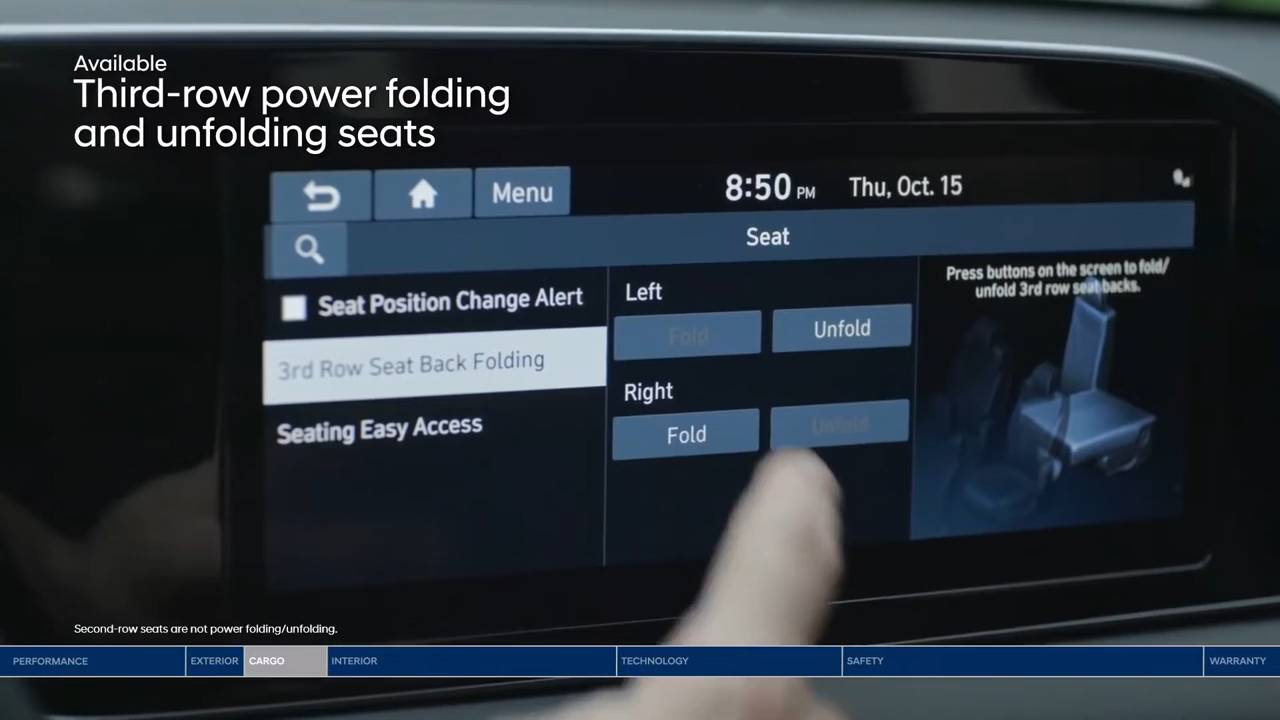 Available
Third-row power folding
and unfolding seats
Menu
8:50 PM
Thu, Oct. 15
Seat
Seat Position Change Alert
3rd Row Seat Back Folding
Seating Easy Access
Left
Fold
Unfold
Right
Fold
Unfold
Press buttons on the screen to fold/
unfold 3rd row seat backs.
Second-row seats are not power folding/unfolding.
PERFORMANCE
EXTERIOR
CARGO
INTERIOR
TECHNOLOGY
SAFETY
WARRANTY